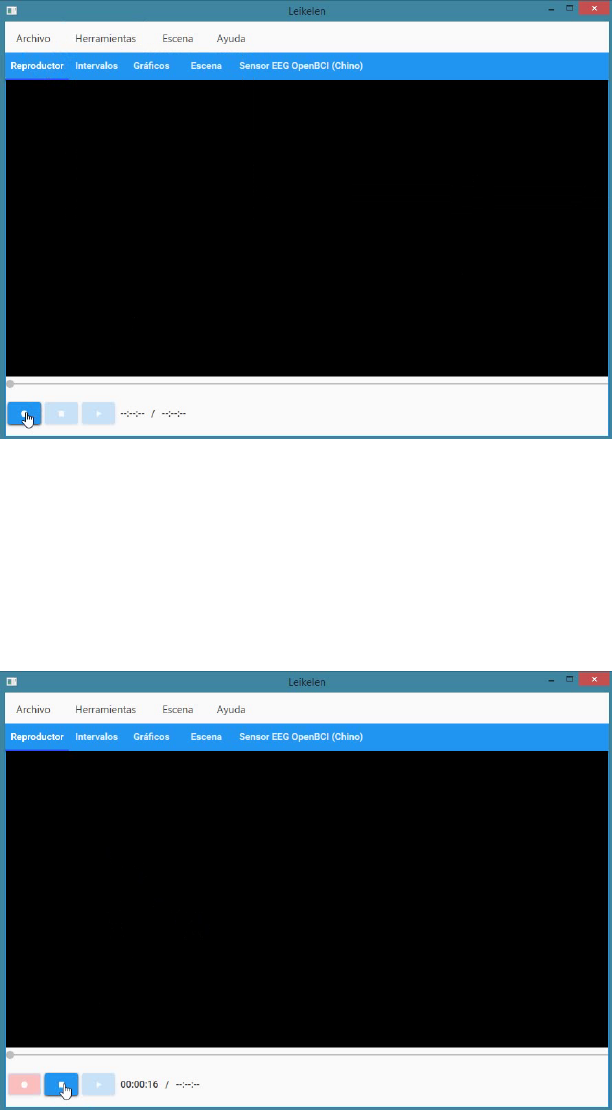 Leikelen
Archivo Herramientas Escena Ayuda
Reproductor Intervalos Gráficos Escena Sensor EEG OpenBCI (Chino)
--:--:-- / --:--:--
Leikelen
Archivo Herramientas Escena Ayuda
Reproductor Intervalos Gráficos Escena Sensor EEG OpenBCI (Chino)
00:00:16 / --:--:--